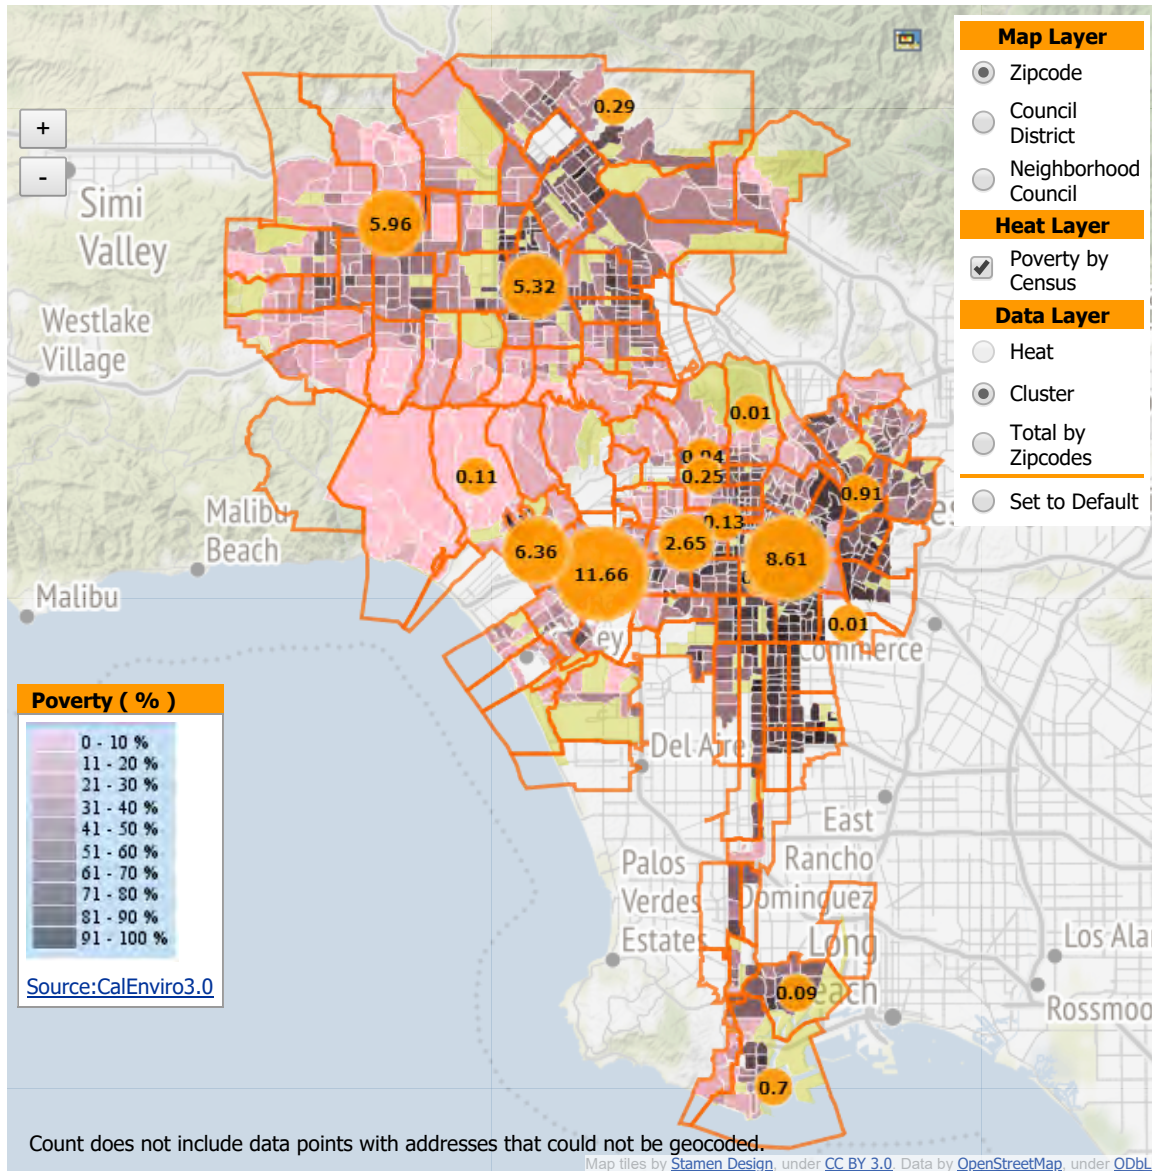 Map Layer
Zipcode
Council
District
Neighborhood
Council
Heat Layer
Poverty by
Census
Data Layer
Heat
Cluster
Total by
Zipcodes
Set to Default
+
-
Simi
Valley
Westlake
Village
Malibu
Beach
Malibu
0.29
5.96
5.32
0.01
0.25
0.11
0.91
0.13
6.36
2.65
8.61
11.66
0.01
Commerce
Del Aire
East
Rancho
Dominguez
Palos
Verdes
Estates
Long
Los Ala
Rossmoo
0.09
0.7
Poverty ( % )
0 - 10 %
11 - 20 %
21 - 30 %
31 - 40 %
41 - 50 %
51 - 60 %
61 - 70 %
71 - 80 %
81 - 90 %
91 - 100 %
Source:CalEnviro3.0
Count does not include data points with addresses that could not be geocoded.
Map tiles by Stamen Design, under CC BY 3.0. Data by OpenStreetMap, under ODbL